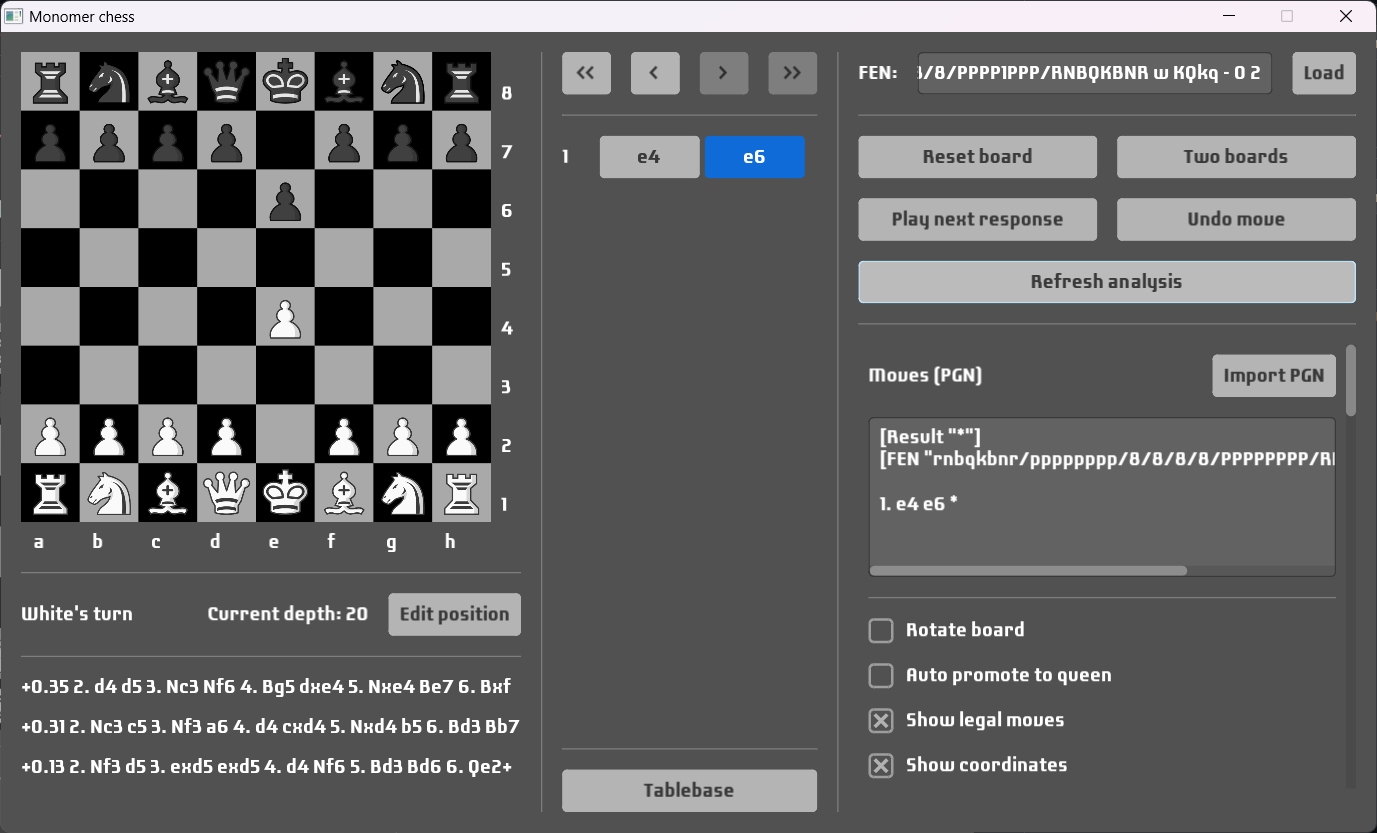 Monomer chess
8
7
6
5
4
3
2
1
a b c d e f g h
White's turn
Current depth: 20
Edit position
+0.35 2. d4 d5 3. Nc3 Nf6 4. Bg5 dxe4 5. Nxe4 Be7 6. Bxf
+0.31 2. Nc3 c5 3. Nf3 a6 4. d4 cxd4 5. Nxd4 b5 6. Bd3 Bb7
+0.13 2. Nf3 d5 3. exd5 exd5 4. d4 Nf6 5. Bd3 Bd6 6. Qe2+
<<
<
>
>>
1 e4 e6
Tablebase
FEN: 3/8/PPPP1PPP/RNBQKBNR w KQkq - 0 2 Load
Reset board
Two boards
Play next response
Undo move
Refresh analysis
Moves (PGN)
Import PGN
[Result "*"]
[FEN "rnbqkbnr/pppppppp/8/8/8/8/PPPPPPPP/RI
1. e4 e6 *
Rotate board
Auto promote to queen
Show legal moves
Show coordinates